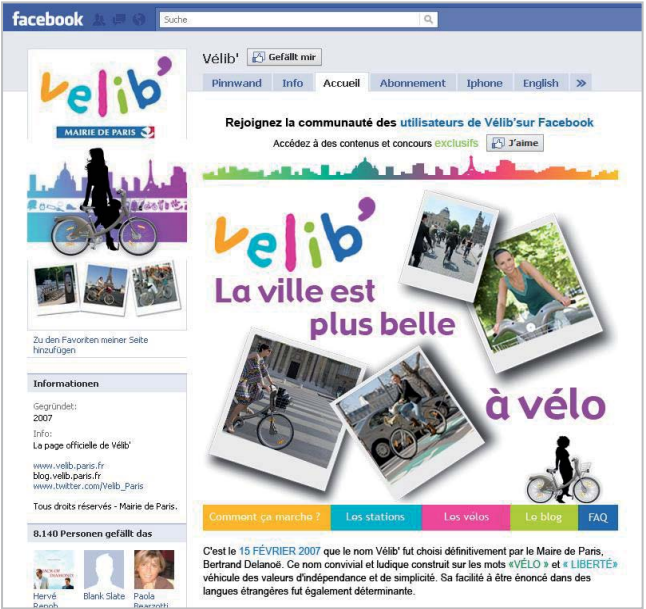 facebook
Suche
velib'
MAIRIE DE PARIS
Zu den Favoriten meiner Seite
hinzufügen
Informationen
Gegründet:
2007
Info:
La page officielle de Vélib'
www.velib.paris.fr
blog.velib.paris.fr
www.twitter.com/Velib_Paris
Tous droits réservés - Mairie de Paris.
8.140 Personen gefällt das
JACK OF
DIAMONDS
Hervé
Renoh
Blank Slate
Paola
Bearzotti
Vélib'
Gefällt mir
Pinnwand Info Accueil Abonnement Iphone English »
Rejoignez la communauté des utilisateurs de Vélib'sur Facebook
Accédez à des contenus et concours exclusifs J'aime
velib'
La ville est
plus belle
à vélo
Comment ça marche ? Les stations Les vélos Le blog FAQ
C'est le 15 FÉVRIER 2007 que le nom Vélib' fut choisi définitivement par le Maire de Paris,
Bertrand Delanoë. Ce nom convivial et ludique construit sur les mots «VÉLO » et « LIBERTÉ»
véhicule des valeurs d'indépendance et de simplicité. Sa facilité à être énoncé dans des
langues étrangères fut également déterminante.